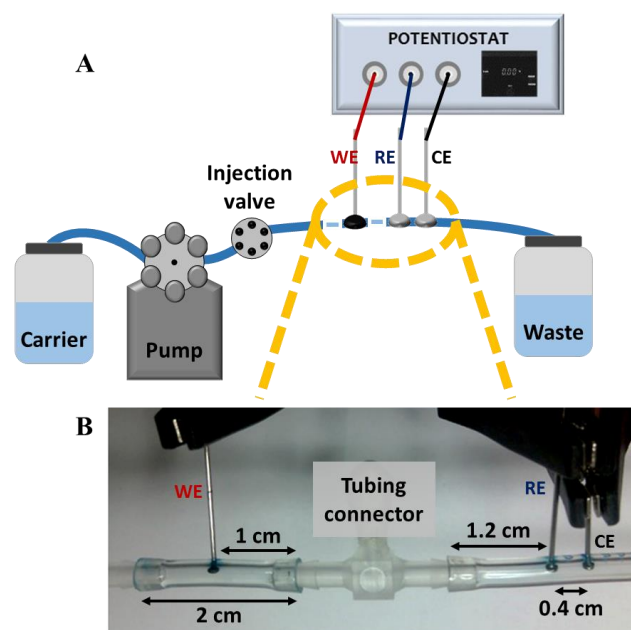 A
POTENTIOSTAT
0.00
WE
RE
CE
Injection
valve
Carrier
Pump
Waste
B
WE
Tubing
connector
RE
CE
1 cm
1.2 cm
2 cm
0.4 cm